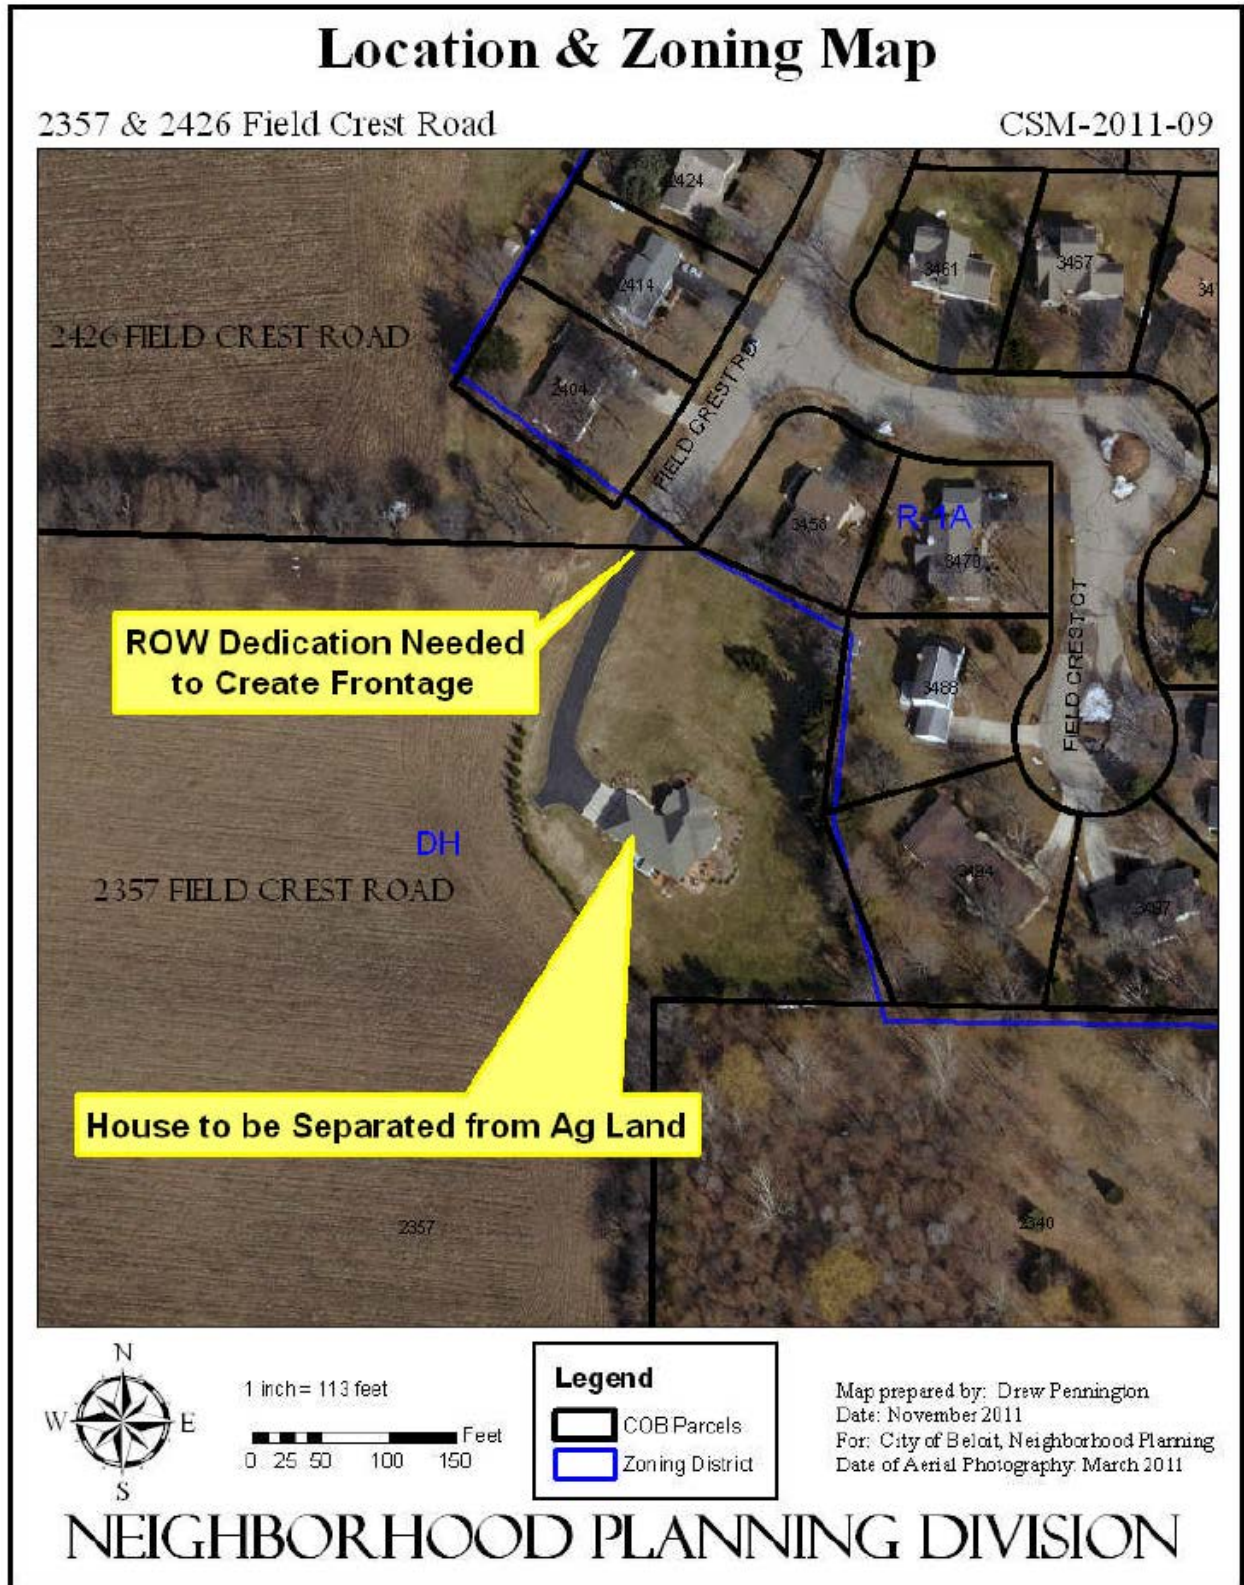 Location & Zoning Map
2357 & 2426 Field Crest Road
CSM-2011-09
2424
3461
3467
2414
2426 FIELD CREST ROAD
FIELD CREST RD
2404
3458
R-1A
3470
ROW Dedication Needed
to Create Frontage
3488
FIELD CREST CT
DH
2357 FIELD CREST ROAD
3494
3497
House to be Separated from Ag Land
2357
2340
N
W
E
S
1 inch = 113 feet
Feet
0 25 50 100 150
Legend
COB Parcels
Zoning District
Map prepared by: Drew Pennington
Date: November 2011
For: City of Beloit, Neighborhood Planning
Date of Aerial Photography: March 2011
NEIGHBORHOOD PLANNING DIVISION